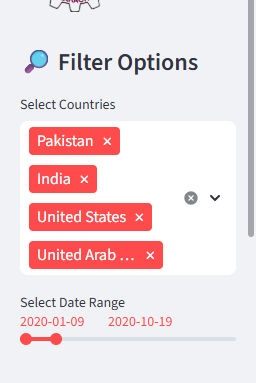 Filter Options
Select Countries
Pakistan
India
United States
United Arab ...
Select Date Range
2020-01-09 2020-10-19